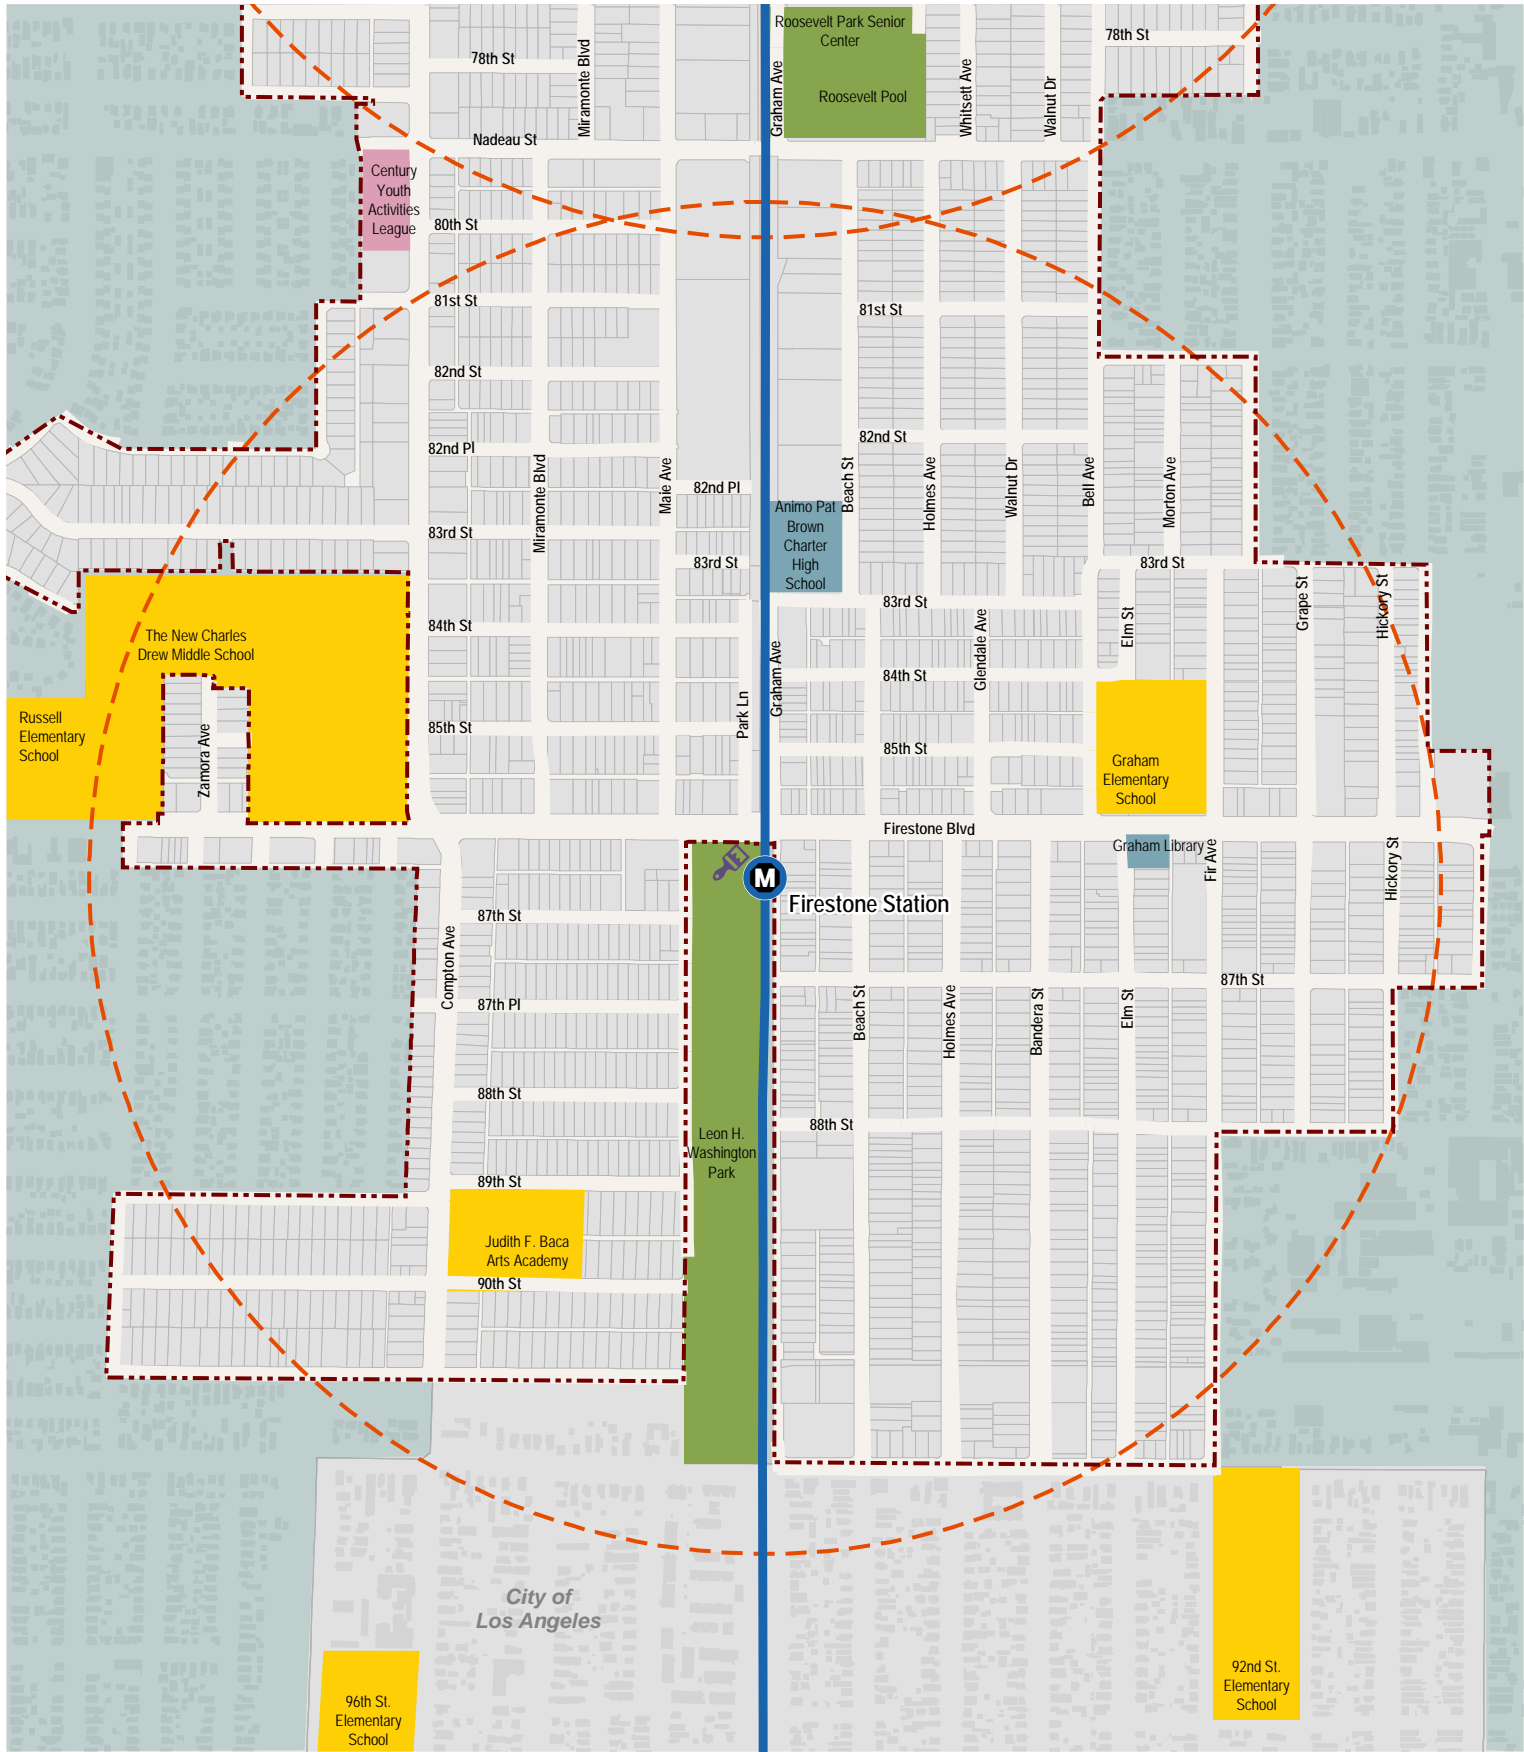 Roosevelt Park Senior
Center
78th St
78th St
Miramonte Blvd
Graham Ave
Roosevelt Pool
Whitsett Ave
Walnut Dr
Nadeau St
Century
Youth
Activities
League
80th St
81st St
81st St
82nd St
82nd St
82nd Pl
Miramonte Blvd
Maie Ave
82nd Pl
Beach St
Holmes Ave
Walnut Dr
Bell Ave
Morton Ave
Animo Pat
Brown
Charter
High
School
83rd St
83rd St
83rd St
83rd St
Grape St
Hickory St
Elm St
Glendale Ave
84th St
84th St
The New Charles
Drew Middle School
Graham Ave
Park Ln
Russell
Elementary
School
Zamora Ave
85th St
85th St
Graham
Elementary
School
Firestone Blvd
Graham Library
Fir Ave
Hickory St
M
Firestone Station
87th St
Compton Ave
87th St
87th Pl
Beach St
Holmes Ave
Bandera St
Elm St
88th St
88th St
Leon H.
Washington
Park
89th St
Judith F. Baca
Arts Academy
90th St
City of
Los Angeles
92nd St.
Elementary
School
96th St.
Elementary
School